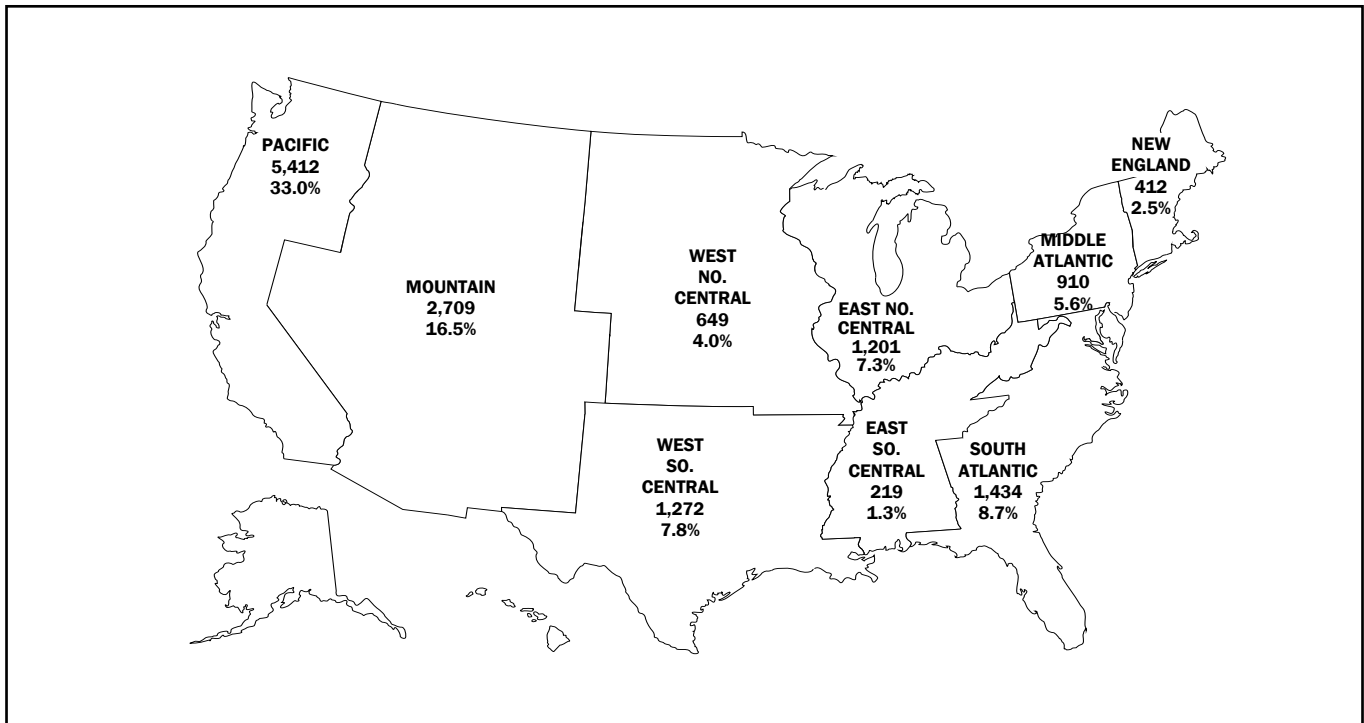 PACIFIC
5,412
33.0%
MOUNTAIN
2,709
16.5%
WEST
NO.
CENTRAL
649
4.0%
EAST NO.
CENTRAL
1,201
7.3%
NEW
ENGLAND
412
2.5%
MIDDLE
ATLANTIC
910
5.6%
WEST
SO.
CENTRAL
1,272
7.8%
EAST
SO.
CENTRAL
219
1.3%
SOUTH
ATLANTIC
1,434
8.7%